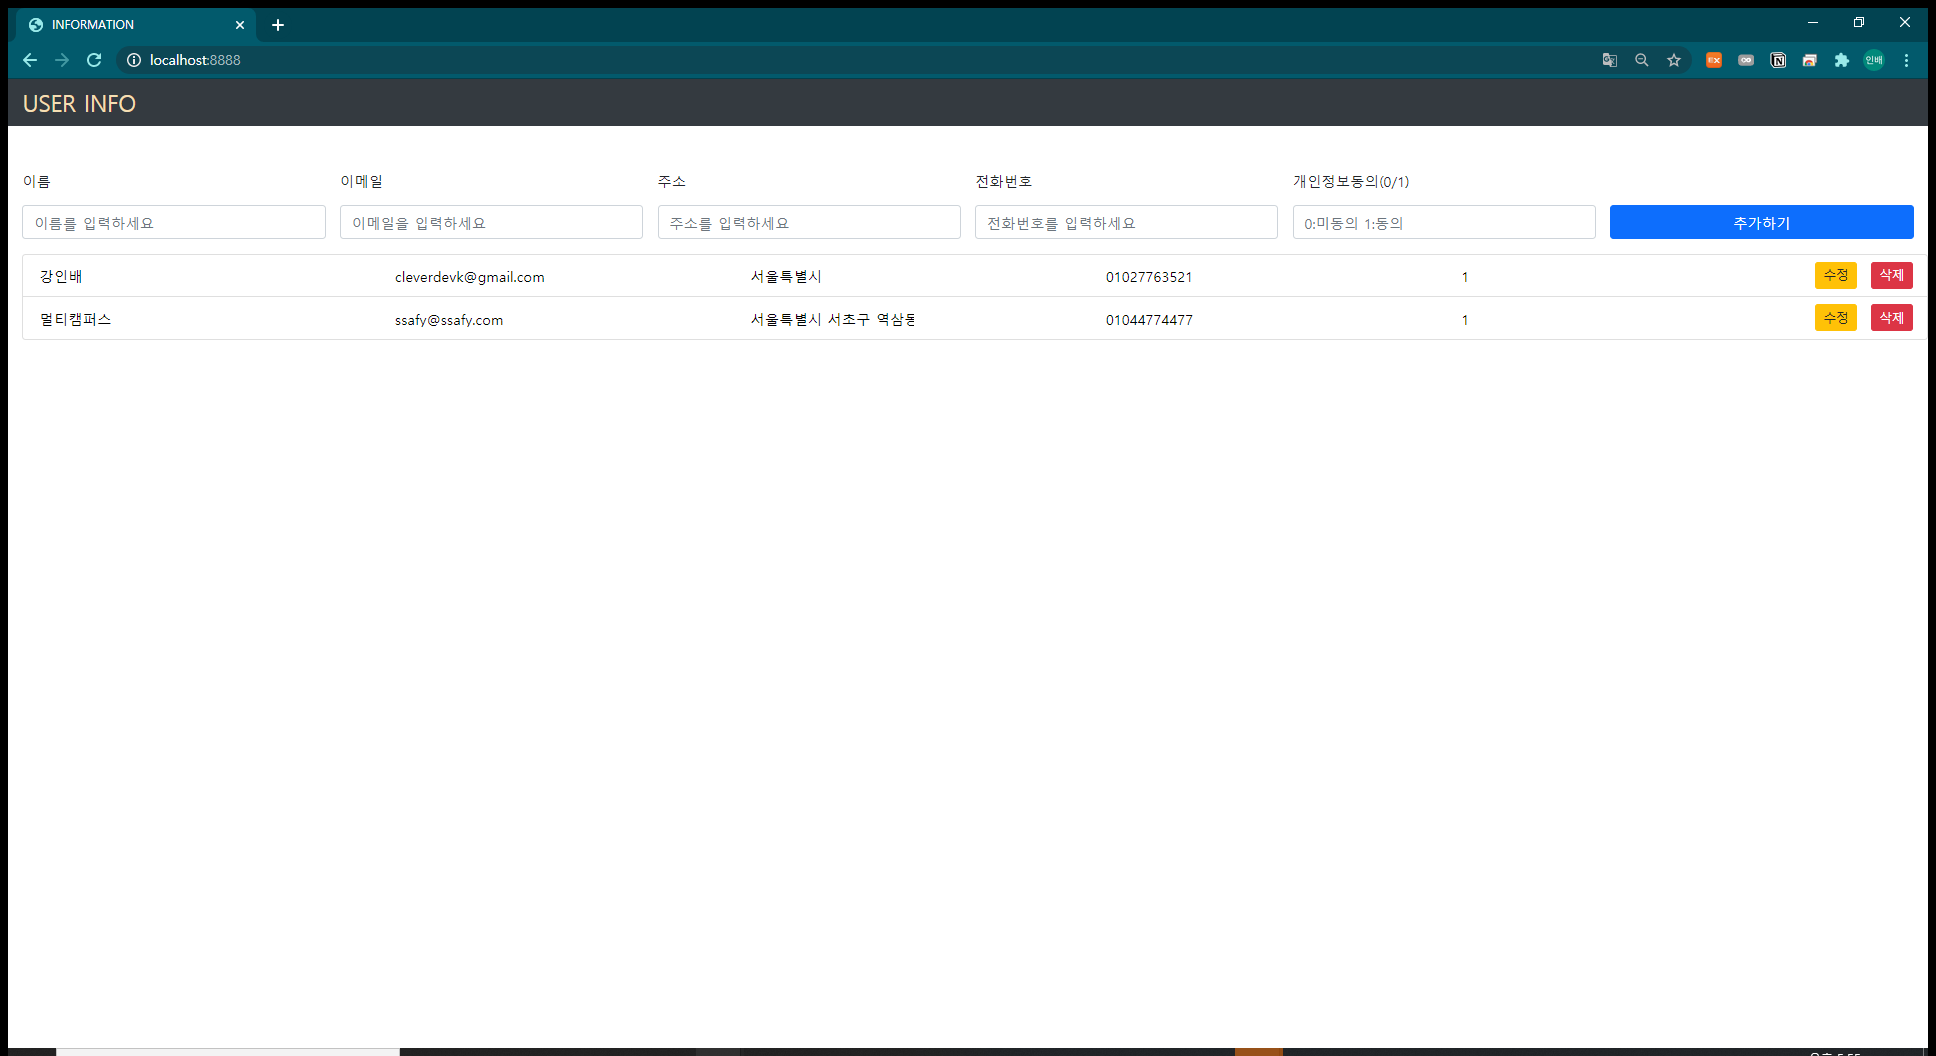 INFORMATION
localhost:8888
EX
인배
USER INFO
이름 이메일 주소 전화번호 개인정보동의(0/1)
이름를 입력하세요 이메일을 입력하세요 주소를 입력하세요 전화번호를 입력하세요 0:미동의 1:동의 추가하기
강인배 cleverdevk@gmail.com 서울특별시 01027763521 1 수정 삭제
멀티캠퍼스 ssafy@ssafy.com 서울특별시 서초구 역삼동 01044774477 1 수정 삭제